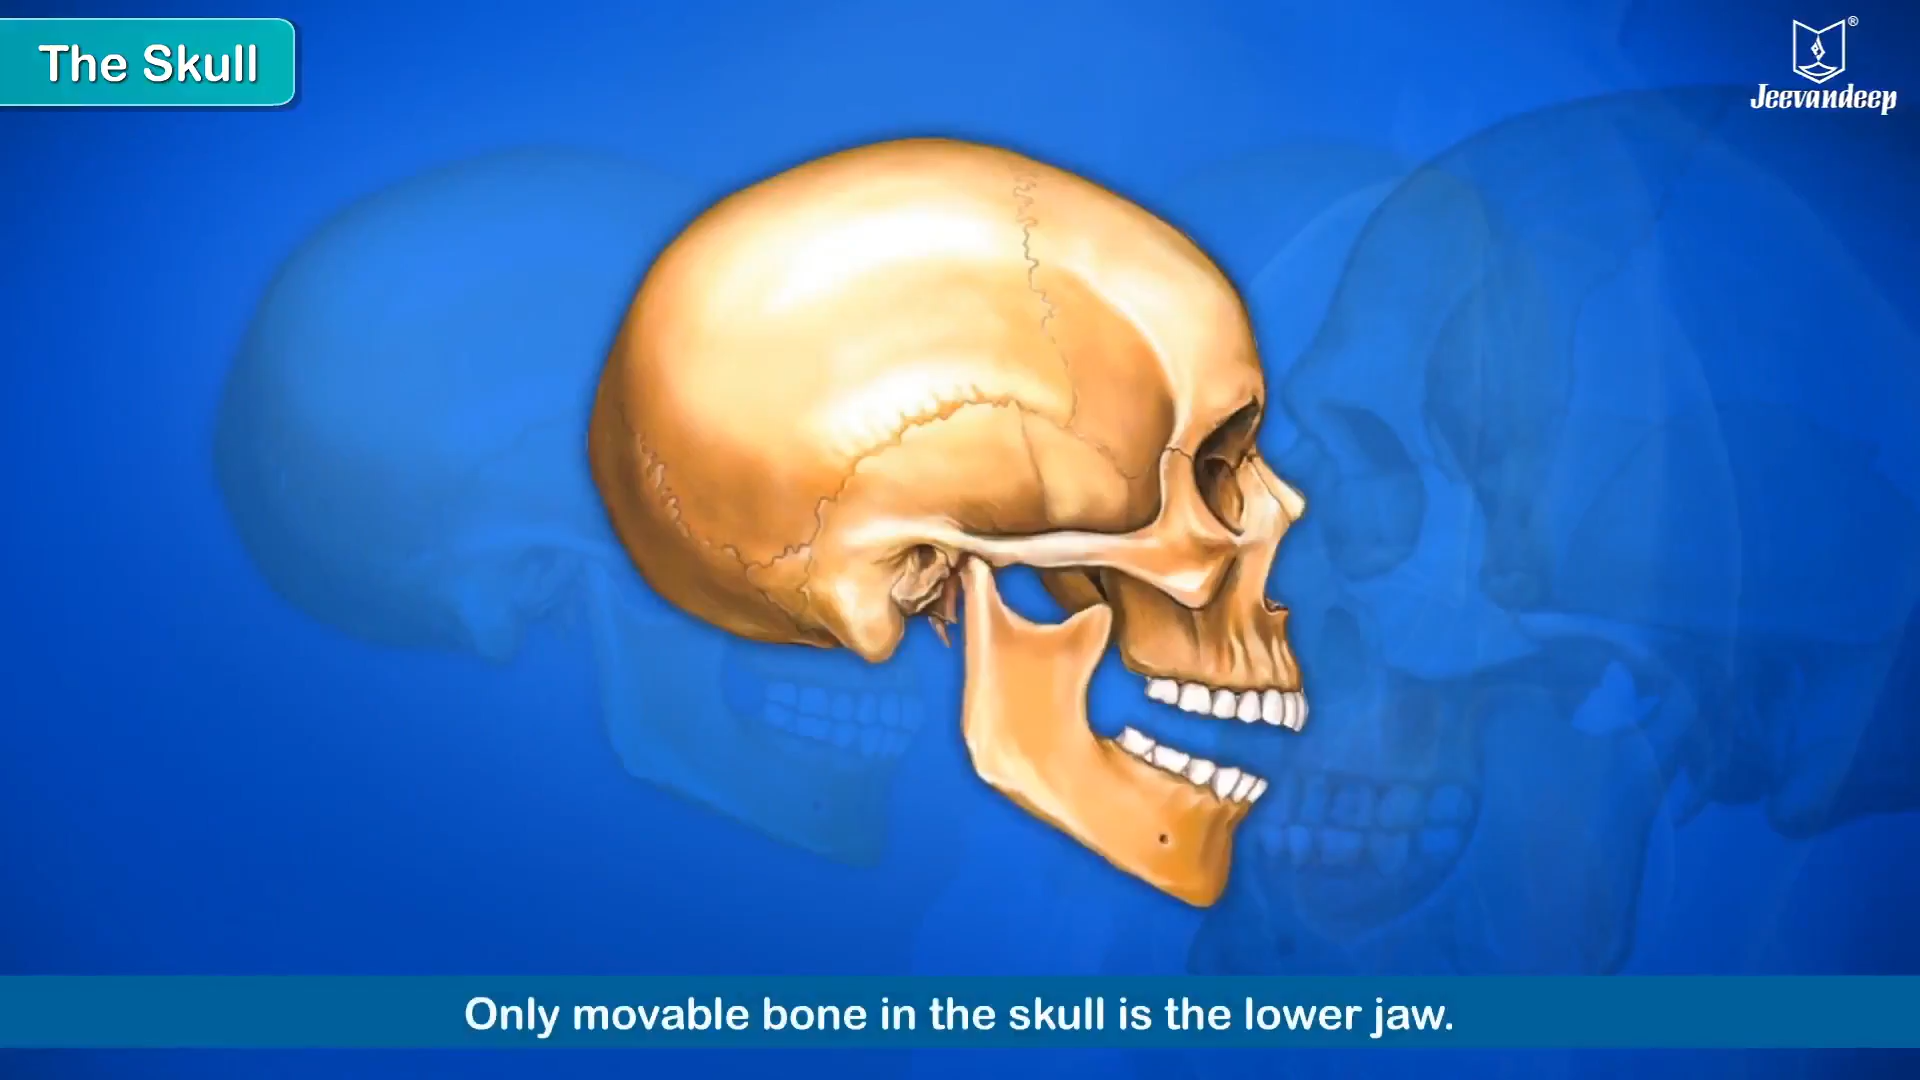 The Skull
®
Jeevandeep
Only movable bone in the skull is the lower jaw.